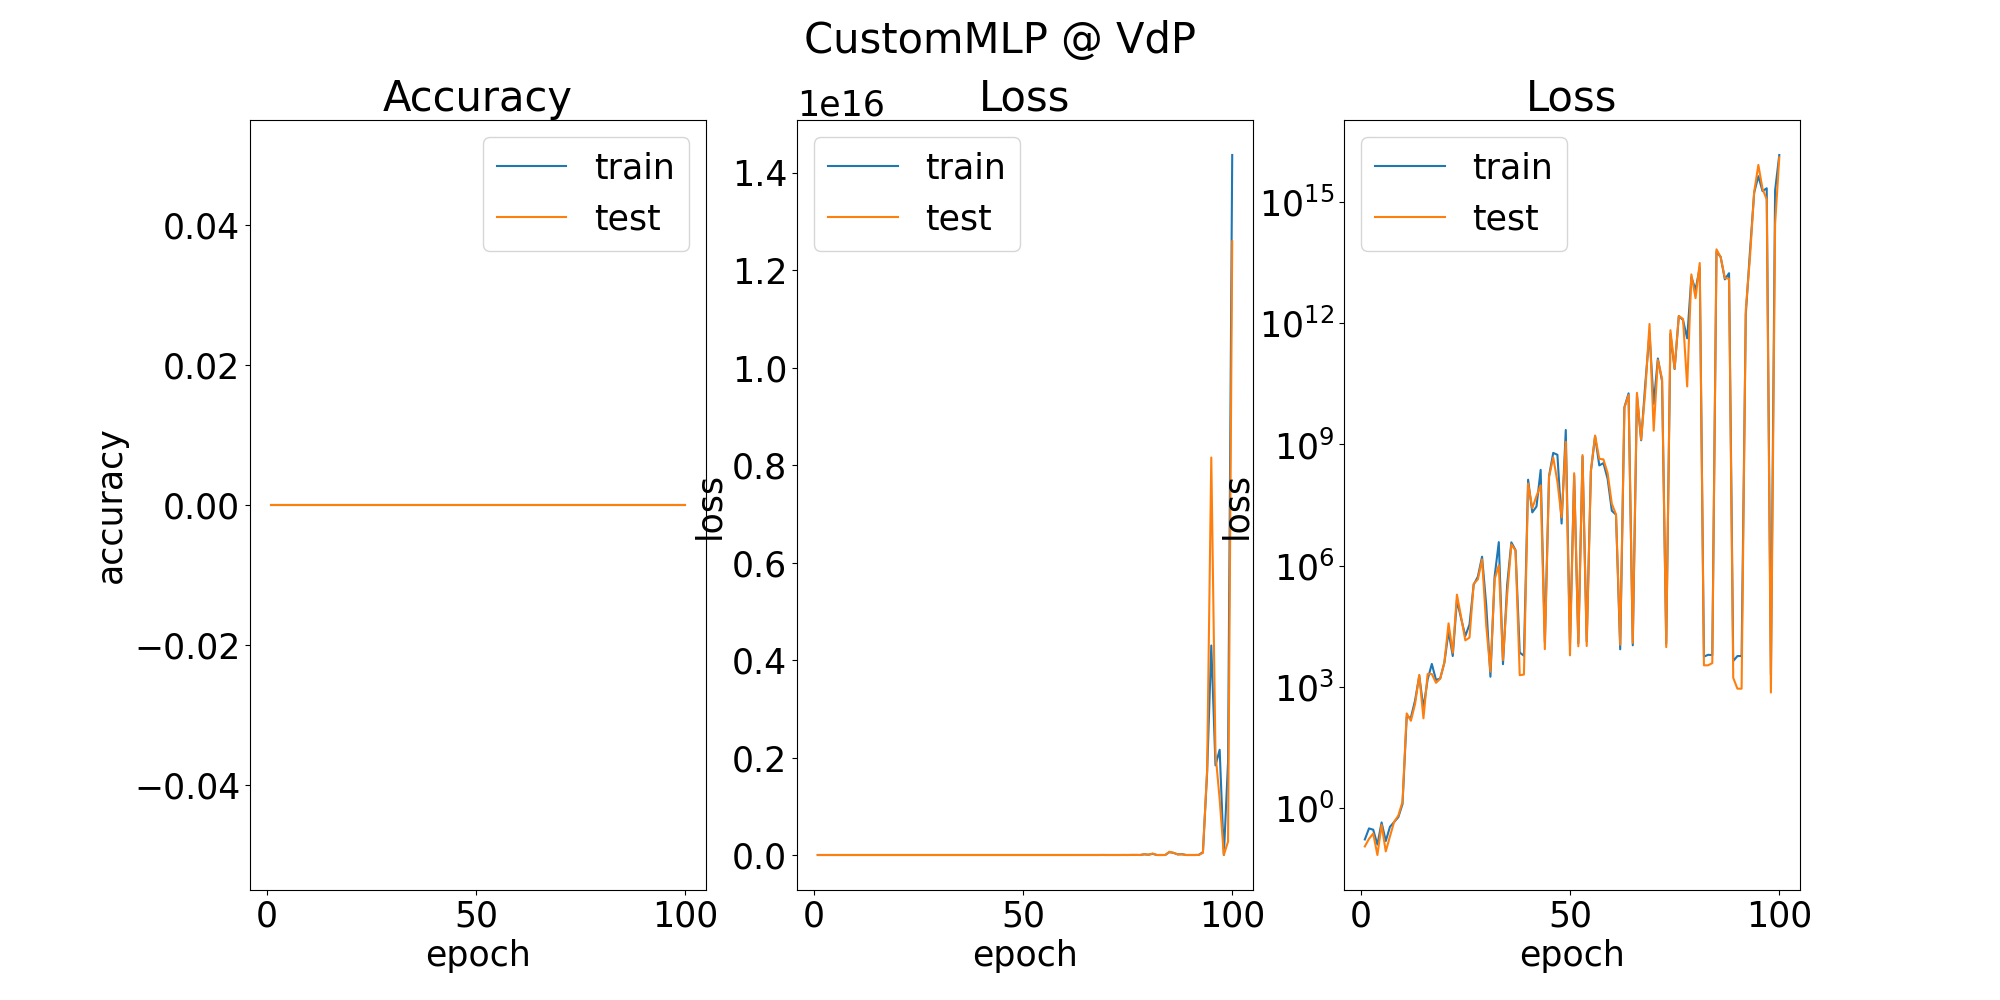 CustomMLP @ VdP
Accuracy
train
test
0.04
0.02
0.00
−0.02
−0.04
accuracy
0
50
100
epoch
Loss
1e16
train
test
1.4
1.2
1.0
0.8
0.6
0.4
0.2
0.0
loss
0
50
100
epoch
Loss
train
test
10^15
10^12
10^9
10^6
10^3
10^0
loss
0
50
100
epoch